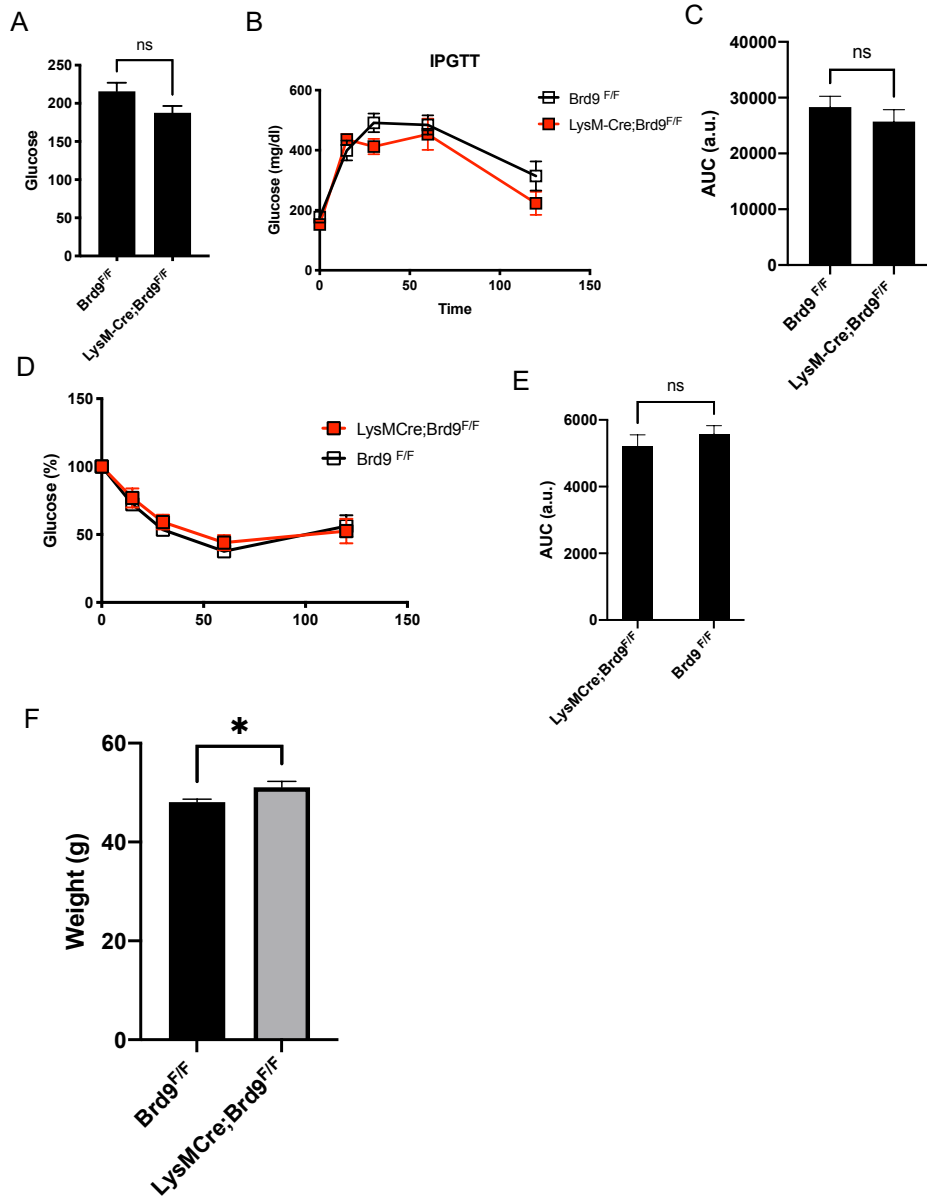 A
ns
250
200
150
100
50
0
Glucose
Brd9F/F
LysM-Cre;Brd9F/F
B
IPGTT
800
600
400
200
0
Glucose (mg/dl)
0 50 100 150
Time
Brd9 F/F
LysM-Cre;Brd9F/F
C
ns
40000
30000
20000
10000
0
AUC (a.u.)
Brd9 F/F
LysM-Cre;Brd9F/F
D
150
100
50
0
Glucose (%)
0 50 100 150
LysMCre;Brd9F/F
Brd9 F/F
E
ns
6000
4000
2000
0
AUC (a.u.)
LysMCre;Brd9F/F
Brd9 F/F
F
*
60
40
20
0
Weight (g)
Brd9F/F
LysMCre;Brd9F/F